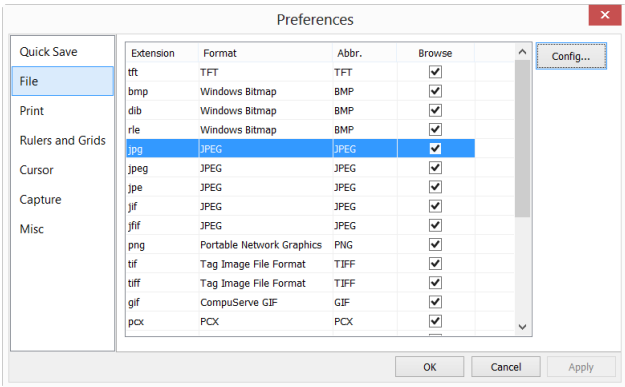 Preferences
Quick Save
File
Print
Rulers and Grids
Cursor
Capture
Misc
Extension Format Abbr. Browse
tft TFT TFT
bmp Windows Bitmap BMP
dib Windows Bitmap BMP
rle Windows Bitmap BMP
jpg JPEG JPEG
jpeg JPEG JPEG
jpe JPEG JPEG
jif JPEG JPEG
jfif JPEG JPEG
png Portable Network Graphics PNG
tif Tag Image File Format TIFF
tiff Tag Image File Format TIFF
gif CompuServe GIF GIF
pcx PCX PCX
Config...
OK Cancel Apply